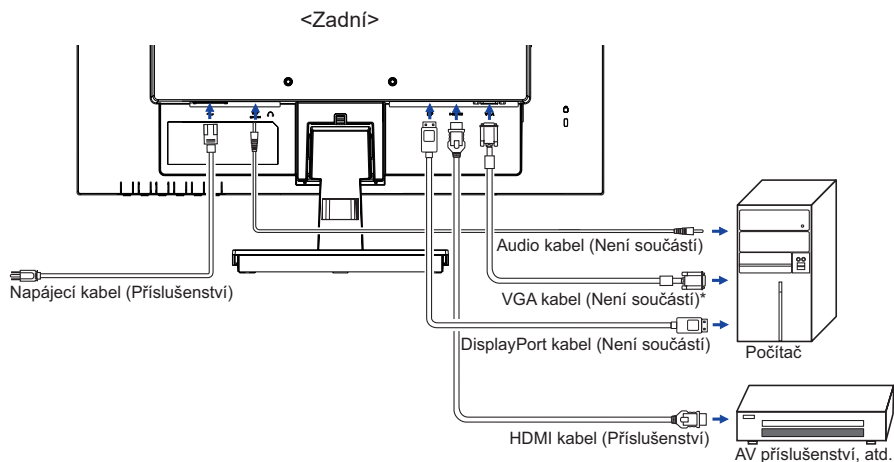 <Zadní>
Audio kabel (Není součástí)
Napájecí kabel (Příslušenství)
VGA kabel (Není součástí)*
DisplayPort kabel (Není součástí)
Počítač
HDMI kabel (Příslušenství)
AV příslušenství, atd.